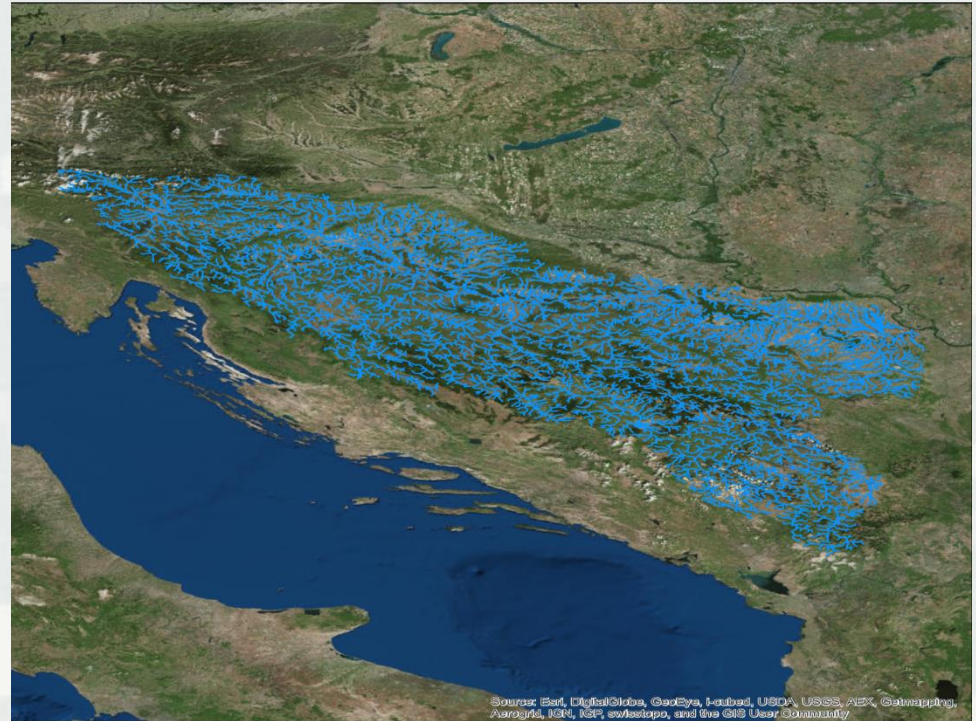 Source: Esri, DigitalGlobe, GeoEye, i-cubed, USDA, USGS, AEX, Getmapping,
Aerogrid, IGN, IGP, swisstopo, and the GIS User Community